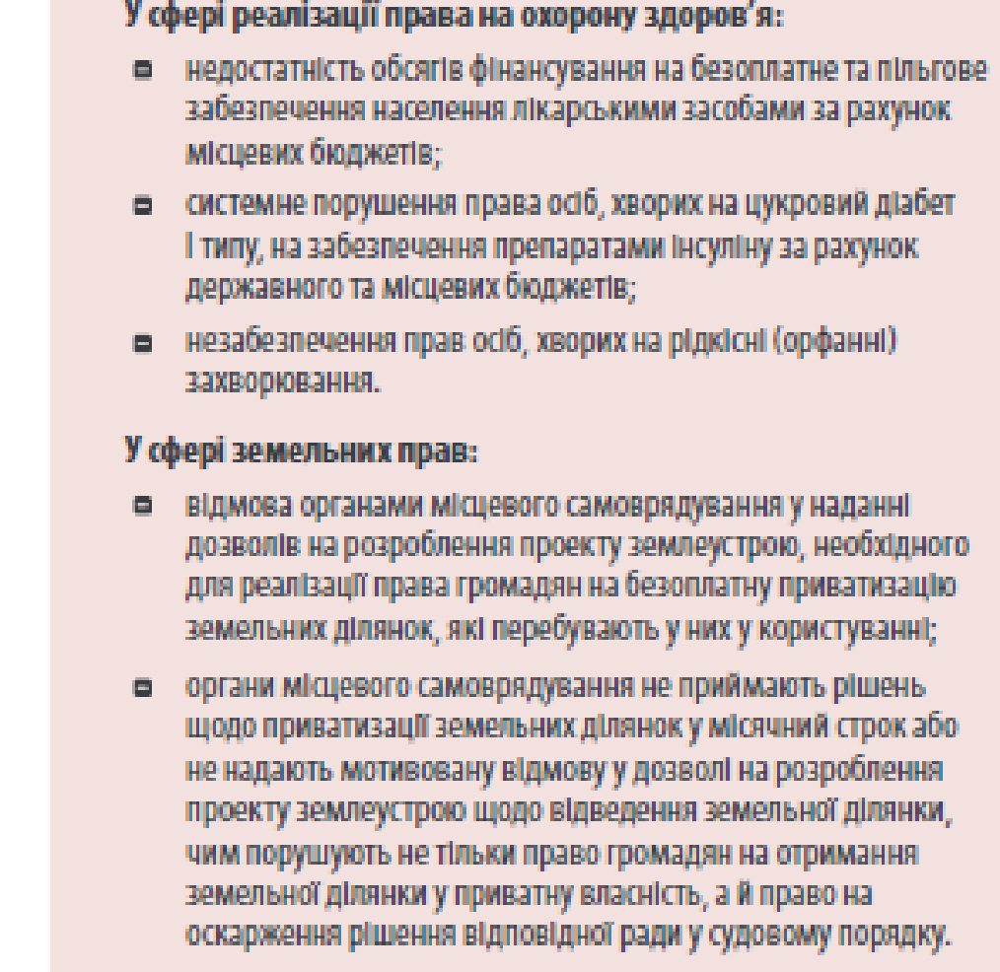 У сфері реалізації права на охорону здоров'я:
недостатність обсягів фінансування на безоплатне та пільгове
забезпечення населення лікарськими засобами за рахунок
місцевих бюджетів;
системне порушення права осіб, хворих на цукровий діабет
І типу, на забезпечення препаратами інсуліну за рахунок
державного та місцевих бюджетів;
незабезпечення прав осіб, хворих на рідкісні (орфанні)
захворювання.
У сфері земельних прав:
відмова органами місцевого самоврядування у наданні
дозволів на розроблення проекту землеустрою, необхідного
для реалізації права громадян на безоплатну приватизацію
земельних ділянок, які перебувають у них у користуванні;
органи місцевого самоврядування не приймають рішень
щодо приватизації земельних ділянок у місячний строк або
не надають мотивовану відмову у дозволі на розроблення
проекту землеустрою щодо відведення земельної ділянки,
чим порушують не тільки право громадян на отримання
земельної ділянки у приватну власність, а й право на
оскарження рішення відповідної ради у судовому порядку.